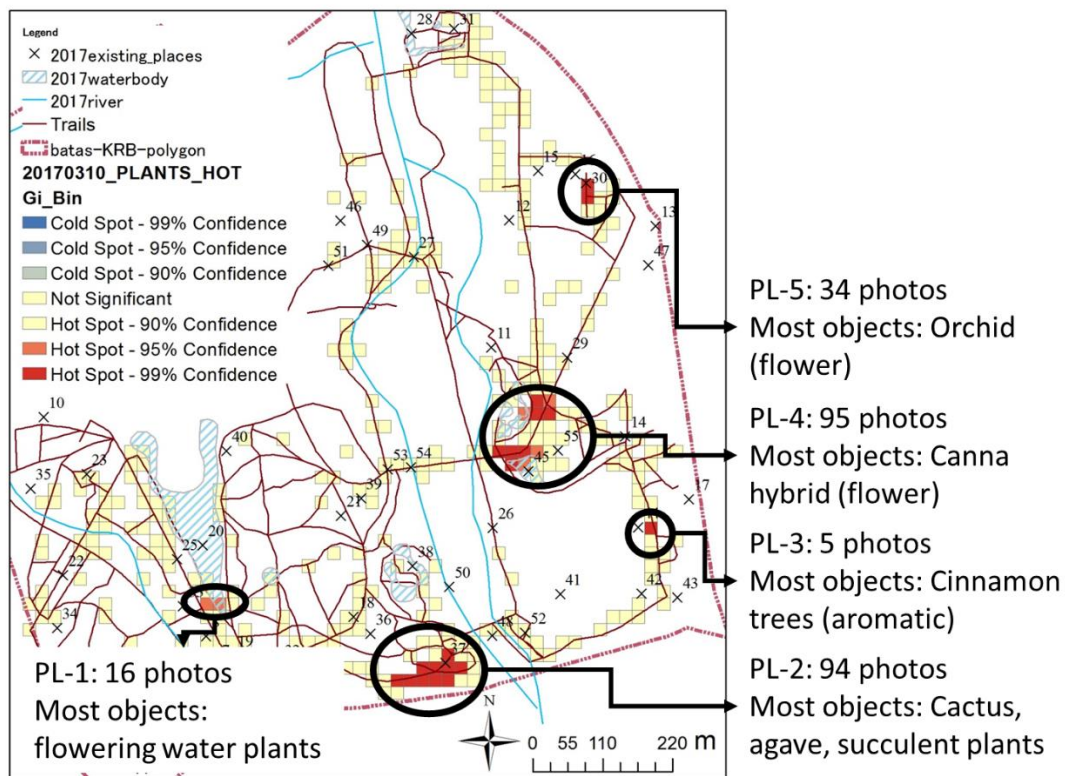 Legend
2017existing_places
2017waterbody
2017river
Trails
batas-KRB-polygon
20170310_PLANTS_HOT
Gi_Bin
Cold Spot - 99% Confidence
Cold Spot - 95% Confidence
Cold Spot - 90% Confidence
Not Significant
Hot Spot - 90% Confidence
Hot Spot - 95% Confidence
Hot Spot - 99% Confidence
28
31
15
30
12
13
46
49
27
47
51
11
29
10
40
14
55
23
53
54
45
35
39
17
21
26
20
25
38
22
50
41
42
43
18
34
36
48
52
19
37
PL-5: 34 photos
Most objects: Orchid
(flower)
PL-4: 95 photos
Most objects: Canna
hybrid (flower)
PL-3: 5 photos
Most objects: Cinnamon
trees (aromatic)
PL-2: 94 photos
Most objects: Cactus,
agave, succulent plants
PL-1: 16 photos
Most objects:
flowering water plants
N
0 55 110 220 m